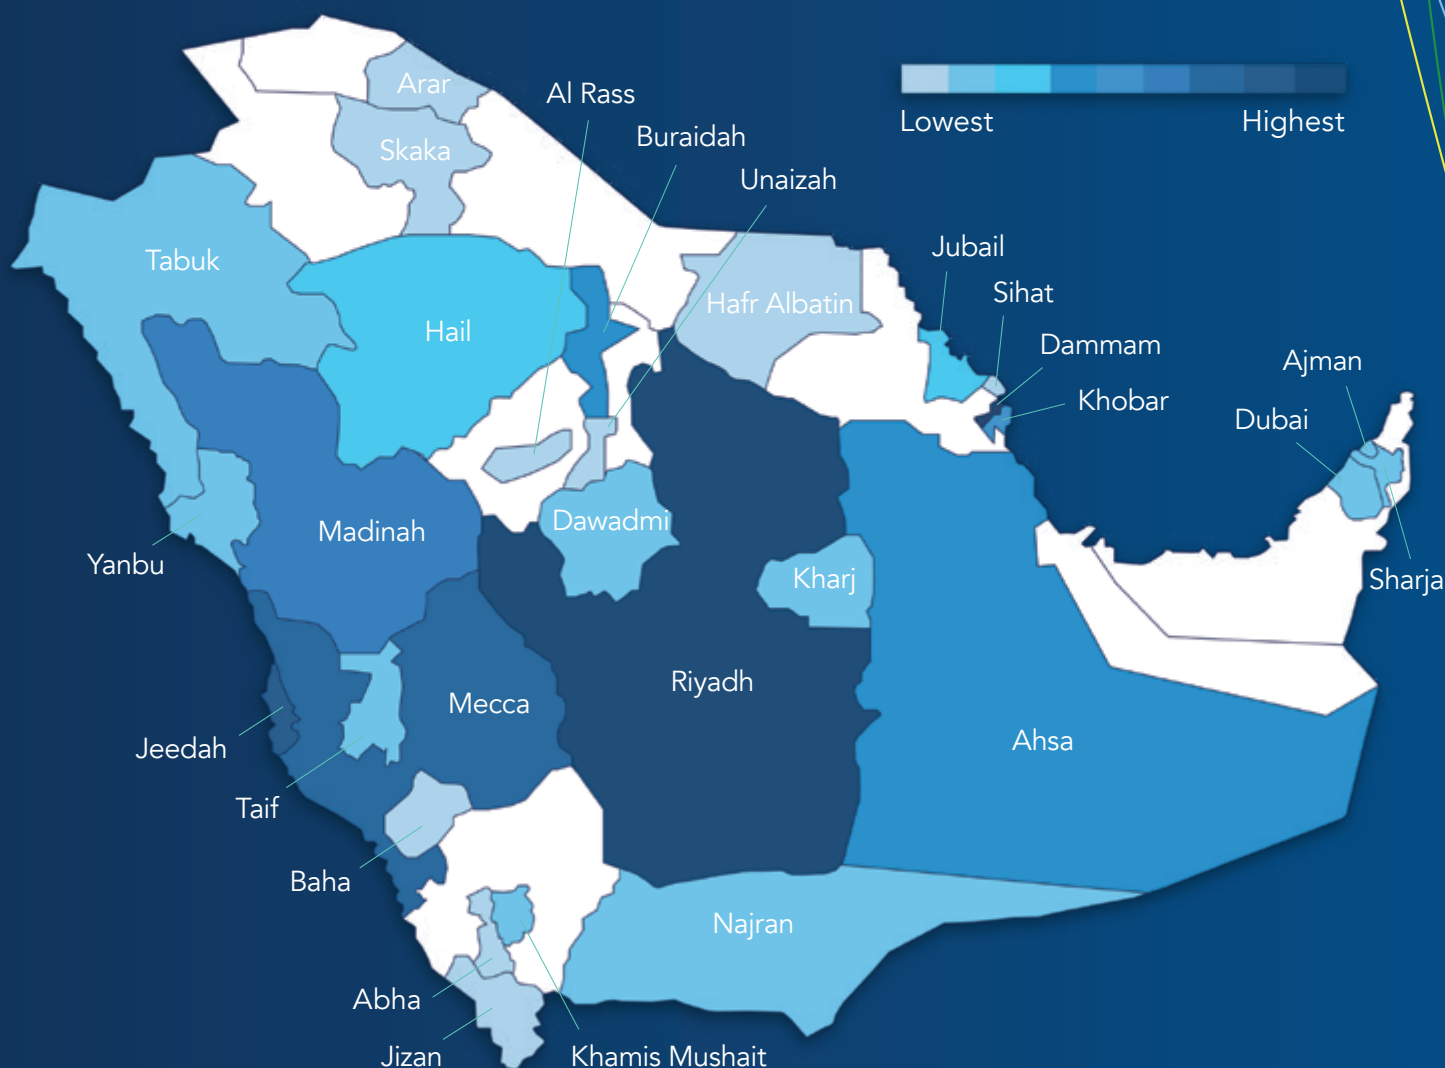 Arar
Al Rass
Lowest
Highest
Buraidah
Skaka
Unaizah
Jubail
Tabuk
Sihat
Hafr Albatin
Hail
Dammam
Ajman
Khobar
Dubai
Dawadmi
Madinah
Yanbu
Kharj
Sharja
Riyadh
Mecca
Ahsa
Jeedah
Taif
Baha
Najran
Abha
Jizan
Khamis Mushait